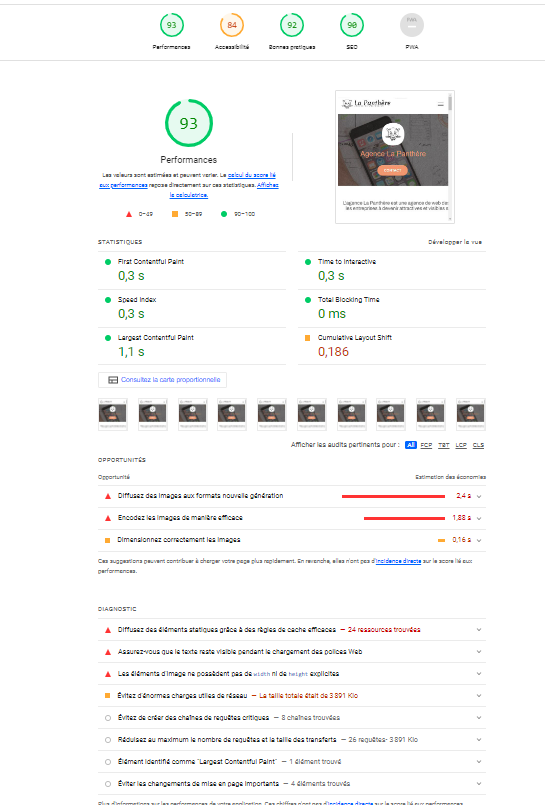 93
84
92
90
PWA
Performances
Accessibilité
Bonnes pratiques
SEO
PWA
93
Performances
Les valeurs sont estimées et peuvent varier. Le calcul du score lié
aux performances repose directement sur ces statistiques. Affichez
la calculatrice.
0–49
50–89
90–100
La Panthère
Agence La Panthère
CONTACT
L'agence La Panthère est une agence de web des
les entreprises à devenir attractives et visibles s
STATISTIQUES
Développer la vue
First Contentful Paint
0,3 s
Time to Interactive
0,3 s
Speed Index
0,3 s
Total Blocking Time
0 ms
Largest Contentful Paint
1,1 s
Cumulative Layout Shift
0,186
Consultez la carte proportionnelle
Afficher les audits pertinents pour : All FCP TBT LCP CLS
OPPORTUNITÉS
Opportunité
Estimation des économies
Diffusez des images aux formats nouvelle génération 2,4 s
Encodez les images de manière efficace 1,88 s
Dimensionnez correctement les images 0,16 s
Ces suggestions peuvent contribuer à charger votre page plus rapidement. En revanche, elles n'ont pas d'incidence directe sur le score lié aux
performances.
DIAGNOSTIC
Diffusez des éléments statiques grâce à des règles de cache efficaces — 24 ressources trouvées
Assurez-vous que le texte reste visible pendant le chargement des polices Web
Les éléments d'image ne possèdent pas de width ni de height explicites
Évitez d'énormes charges utiles de réseau — La taille totale était de 3 891 Kio
Évitez de créer des chaînes de requêtes critiques — 8 chaînes trouvées
Réduisez au maximum le nombre de requêtes et la taille des transferts — 26 requêtes · 3 891 Kio
Élément identifié comme "Largest Contentful Paint" — 1 élément trouvé
Éviter les changements de mise en page importants — 4 éléments trouvés
Plus d'informations sur les performances de votre application. Ces chiffres n'ont pas d'incidence directe sur le score lié aux performances.